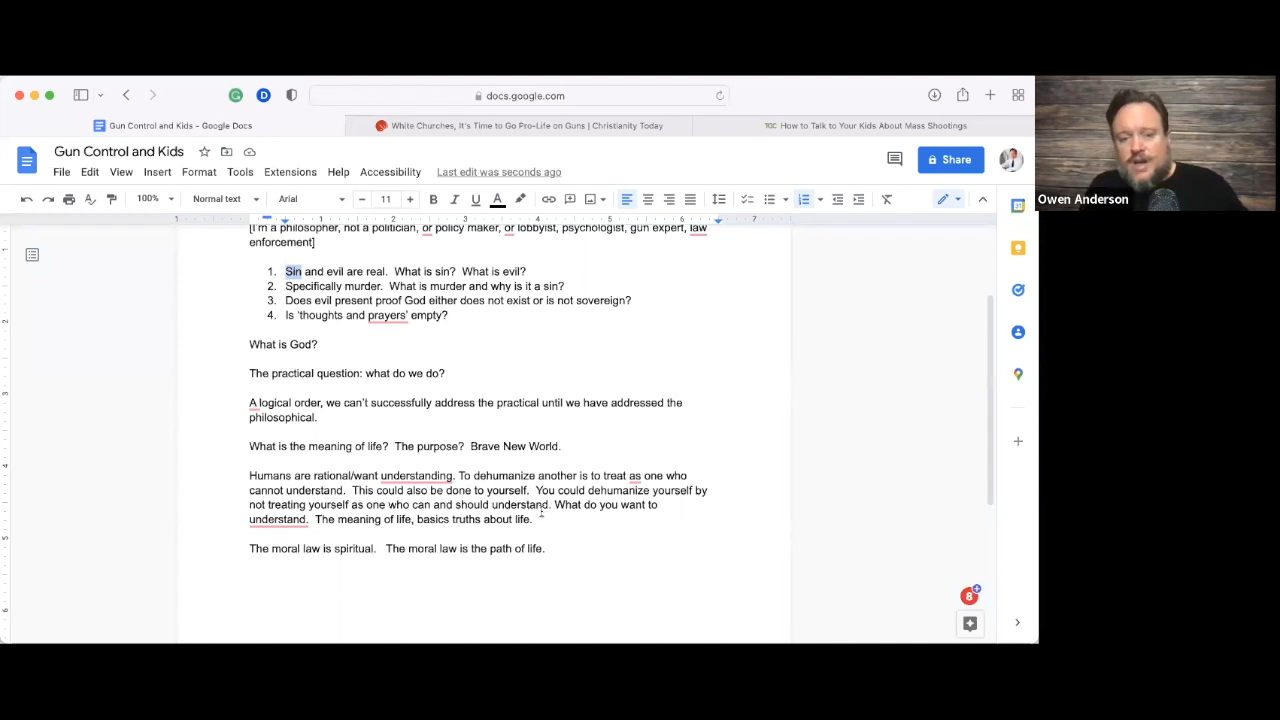 docs.google.com
Gun Control and Kids - Google Docs
White Churches, It's Time to Go Pro-Life on Guns | Christianity Today
TGC How to Talk to Your Kids About Mass Shootings
Owen Anderson
Gun Control and Kids
File Edit View Insert Format Tools Extensions Help Accessibility Last edit was seconds ago
Share
100% Normal text Arial 11 B I U A
1 1 2 3 4 5 6 7
[I'm a philosopher, not a politician, or policy maker, or lobbyist, psychologist, gun expert, law
enforcement]
1. Sin and evil are real. What is sin? What is evil?
2. Specifically murder. What is murder and why is it a sin?
3. Does evil present proof God either does not exist or is not sovereign?
4. Is 'thoughts and prayers' empty?
What is God?
The practical question: what do we do?
A logical order, we can't successfully address the practical until we have addressed the
philosophical.
What is the meaning of life? The purpose? Brave New World.
Humans are rational/want understanding. To dehumanize another is to treat as one who
cannot understand. This could also be done to yourself. You could dehumanize yourself by
not treating yourself as one who can and should understand. What do you want to
understand. The meaning of life, basics truths about life.
The moral law is spiritual. The moral law is the path of life.
8